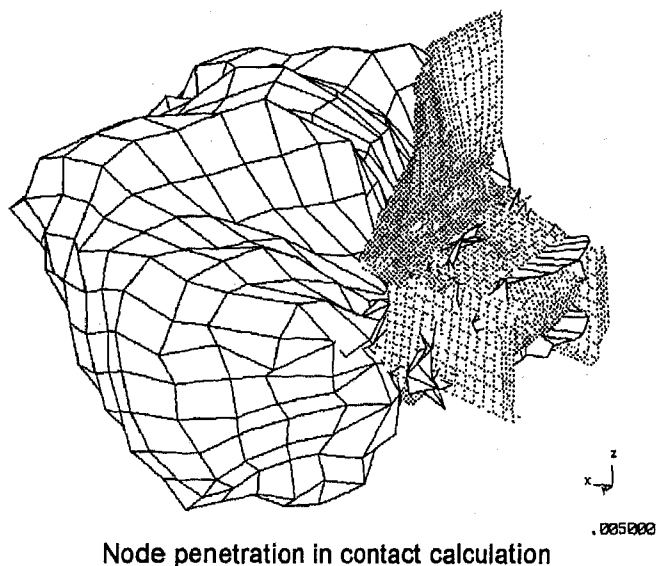 z
x
Y
.005000
Node penetration in contact calculation